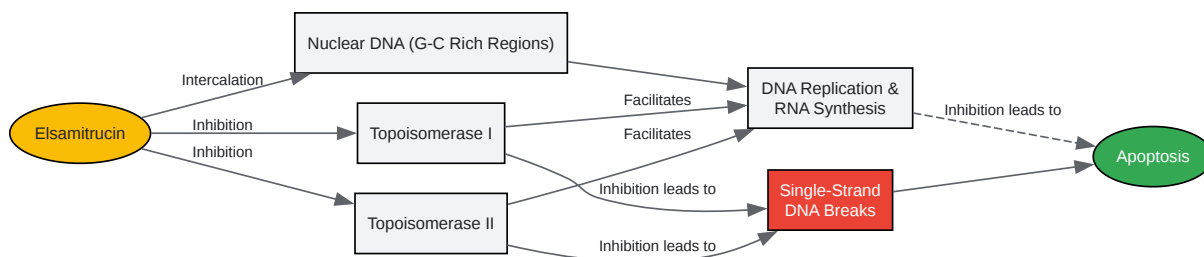 Nuclear DNA (G-C Rich Regions)
Intercalation
DNA Replication &
RNA Synthesis
Facilitates
Inhibition leads to
Elsamitrucin
Inhibition
Topoisomerase I
Facilitates
Inhibition
Apoptosis
Inhibition leads to
Single-Strand
DNA Breaks
Topoisomerase II
Inhibition leads to